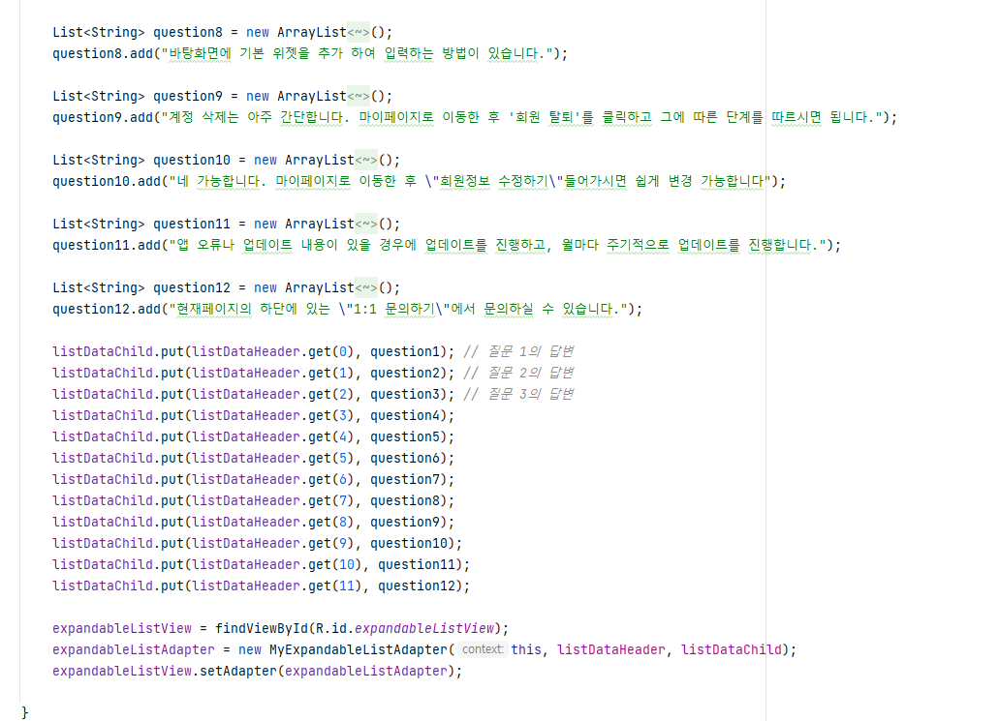 List<String> question8 = new ArrayList<~>();
question8.add("바탕화면에 기본 위젯을 추가 하여 입력하는 방법이 있습니다.");
List<String> question9 = new ArrayList<~>();
question9.add("계정 삭제는 아주 간단합니다. 마이페이지로 이동한 후 '회원 탈퇴'를 클릭하고 그에 따른 단계를 따르시면 됩니다.");
List<String> question10 = new ArrayList<~>();
question10.add("네 가능합니다. 마이페이지로 이동한 후 \"회원정보 수정하기\"들어가시면 쉽게 변경 가능합니다");
List<String> question11 = new ArrayList<~>();
question11.add("앱 오류나 업데이트 내용이 있을 경우에 업데이트를 진행하고, 월마다 주기적으로 업데이트를 진행합니다.");
List<String> question12 = new ArrayList<~>();
question12.add("현재페이지의 하단에 있는 \"1:1 문의하기\"에서 문의하실 수 있습니다.");
listDataChild.put(listDataHeader.get(0), question1); // 질문 1의 답변
listDataChild.put(listDataHeader.get(1), question2); // 질문 2의 답변
listDataChild.put(listDataHeader.get(2), question3); // 질문 3의 답변
listDataChild.put(listDataHeader.get(3), question4);
listDataChild.put(listDataHeader.get(4), question5);
listDataChild.put(listDataHeader.get(5), question6);
listDataChild.put(listDataHeader.get(6), question7);
listDataChild.put(listDataHeader.get(7), question8);
listDataChild.put(listDataHeader.get(8), question9);
listDataChild.put(listDataHeader.get(9), question10);
listDataChild.put(listDataHeader.get(10), question11);
listDataChild.put(listDataHeader.get(11), question12);
expandableListView = findViewById(R.id.expandableListView);
expandableListAdapter = new MyExpandableListAdapter( context: this, listDataHeader, listDataChild);
expandableListView.setAdapter(expandableListAdapter);
}